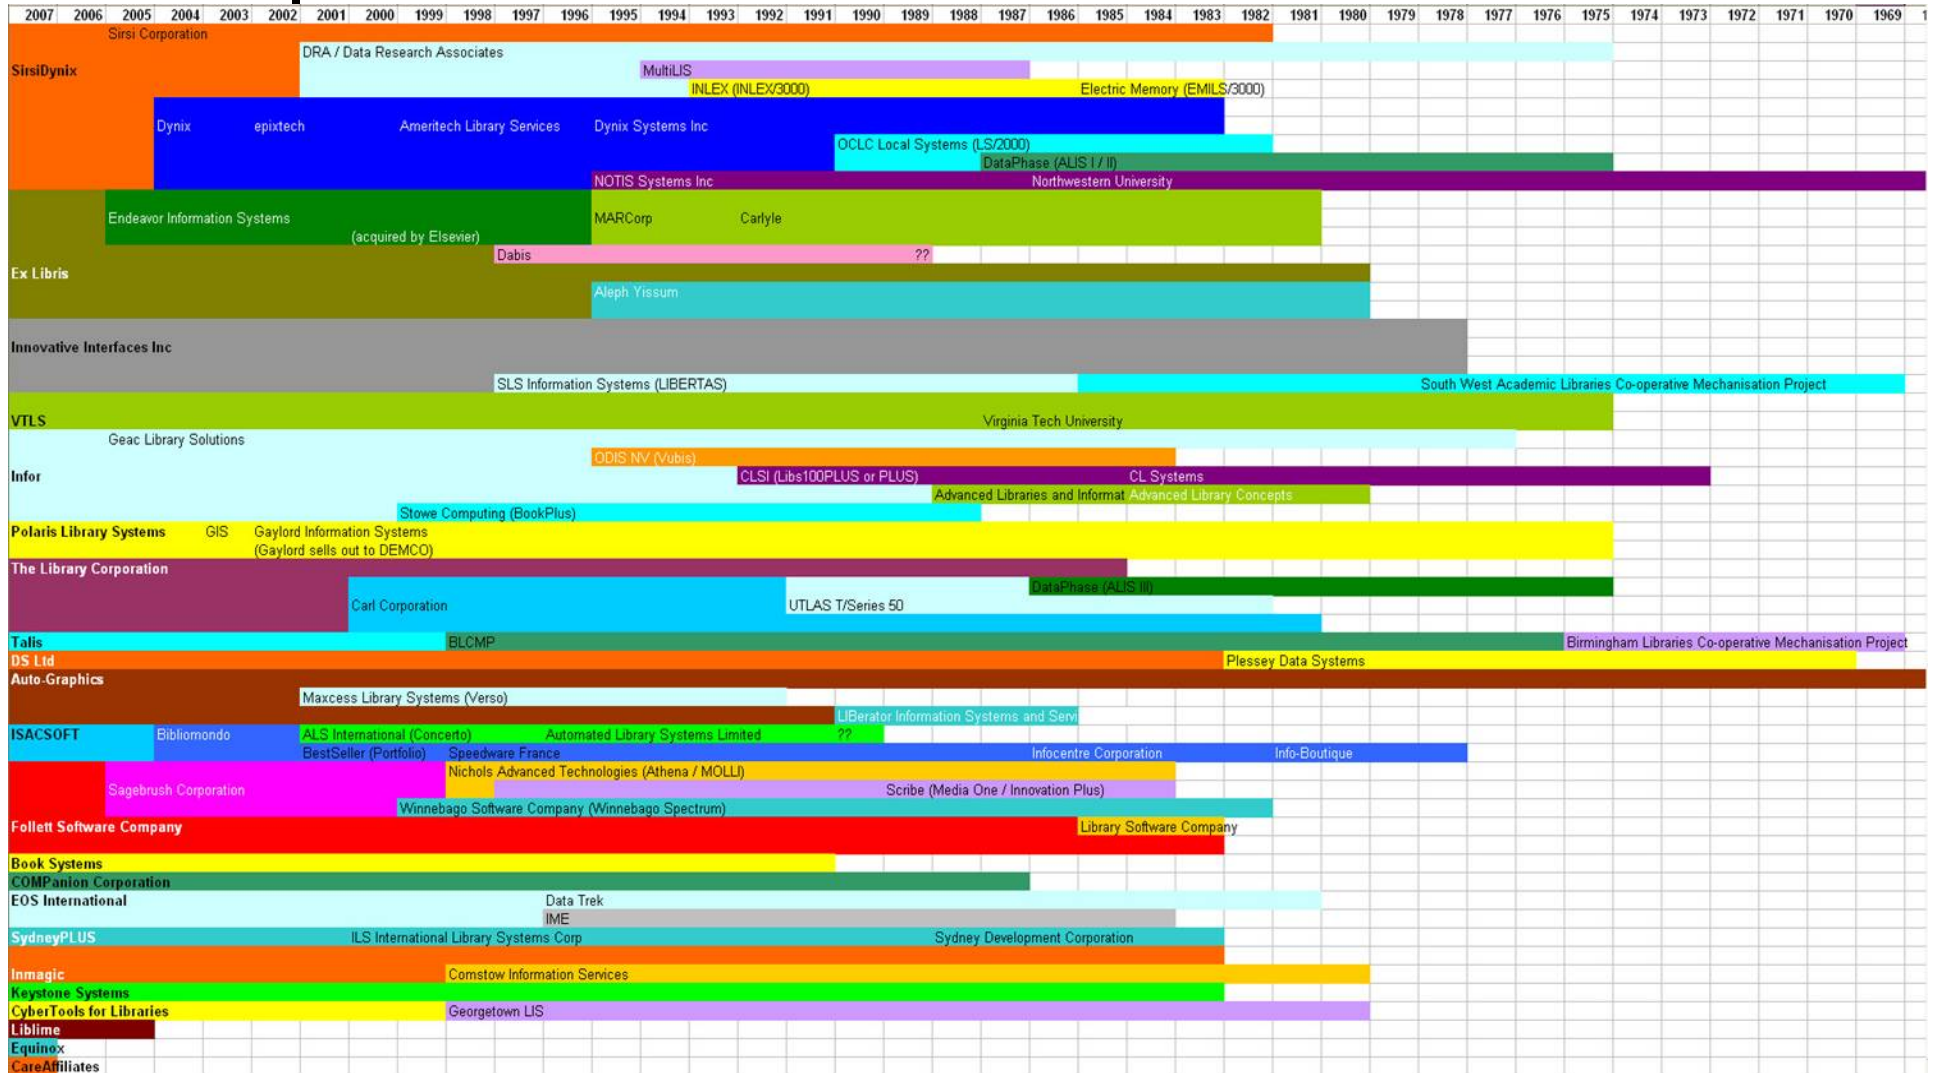 2007 2006 2005 2004 2003 2002 2001 2000 1999 1998 1997 1996 1995 1994 1993 1992 1991 1990 1989 1988 1987 1986 1985 1984 1983 1982 1981 1980 1979 1978 1977 1976 1975 1974 1973 1972 1971 1970 1969 1
Sirsi Corporation
DRA / Data Research Associates
SirsiDynix MultiLIS
INLEX (INLEX/3000) Electric Memory (EMILS/3000)
Dynix epixtech Ameritech Library Services Dynix Systems Inc
OCLC Local Systems (LS/2000)
DataPhase (ALIS I / II)
NOTIS Systems Inc Northwestern University
Endeavor Information Systems MARCorp Carlyle
(acquired by Elsevier)
Dabis ??
Ex Libris
Aleph Yissum
Innovative Interfaces Inc
SLS Information Systems (LIBERTAS) South West Academic Libraries Co-operative Mechanisation Project
VTLS Virginia Tech University
Geac Library Solutions
ODIS NV (Vubis)
Infor CLSI (Libs100PLUS or PLUS) CL Systems
Advanced Libraries and Informat Advanced Library Concepts
Stowe Computing (BookPlus)
Polaris Library Systems GIS Gaylord Information Systems
(Gaylord sells out to DEMCO)
The Library Corporation
DataPhase (ALIS III)
Carl Corporation UTLAS T/Series 50
Talis BLCMP Birmingham Libraries Co-operative Mechanisation Project
DS Ltd Plessey Data Systems
Auto-Graphics
Maxcess Library Systems (Verso)
LIBerator Information Systems and Servi
ISACSOFT Bibliomondo ALS International (Concerto) Automated Library Systems Limited ??
BestSeller (Portfolio) Speedware France Infocentre Corporation Info-Boutique
Nichols Advanced Technologies (Athena / MOLLI)
Sagebrush Corporation Scribe (Media One / Innovation Plus)
Winnebago Software Company (Winnebago Spectrum)
Follett Software Company Library Software Company
Book Systems
COMPanion Corporation
EOS International Data Trek
IME
SydneyPLUS ILS International Library Systems Corp Sydney Development Corporation
Inmagic Comstow Information Services
Keystone Systems
CyberTools for Libraries Georgetown LIS
Liblime
Equinox
CareAffiliates